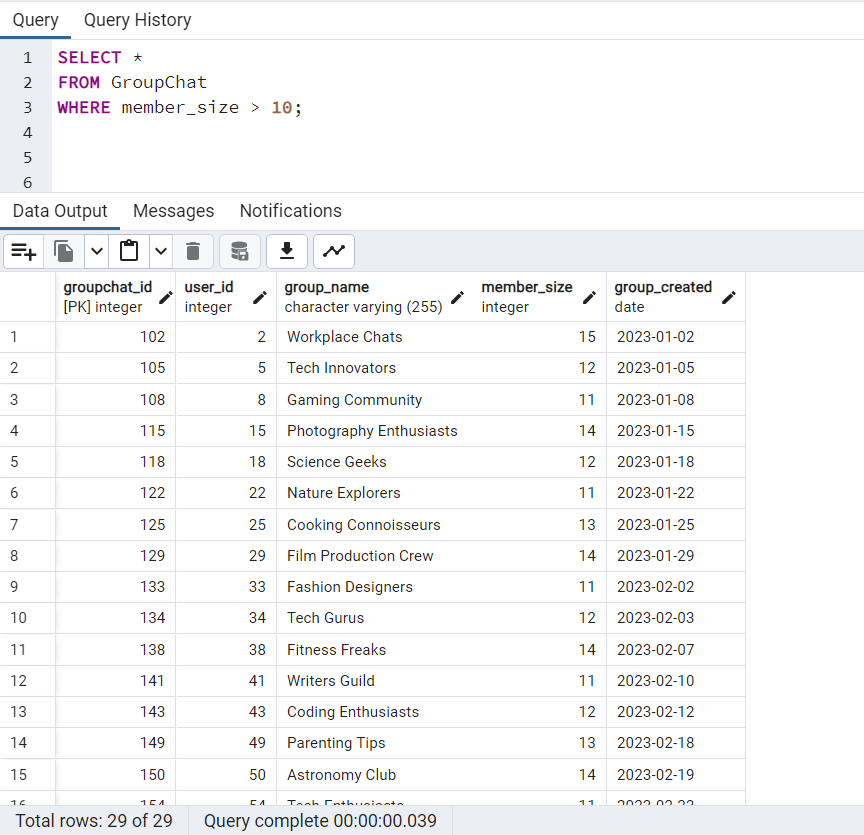 Query Query History
1 SELECT *
2 FROM GroupChat
3 WHERE member_size > 10;
4
5
6
Data Output Messages Notifications
groupchat_id user_id group_name member_size group_created
[PK] integer integer character varying (255) integer date
1 102 2 Workplace Chats 15 2023-01-02
2 105 5 Tech Innovators 12 2023-01-05
3 108 8 Gaming Community 11 2023-01-08
4 115 15 Photography Enthusiasts 14 2023-01-15
5 118 18 Science Geeks 12 2023-01-18
6 122 22 Nature Explorers 11 2023-01-22
7 125 25 Cooking Connoisseurs 13 2023-01-25
8 129 29 Film Production Crew 14 2023-01-29
9 133 33 Fashion Designers 11 2023-02-02
10 134 34 Tech Gurus 12 2023-02-03
11 138 38 Fitness Freaks 14 2023-02-07
12 141 41 Writers Guild 11 2023-02-10
13 143 43 Coding Enthusiasts 12 2023-02-12
14 149 49 Parenting Tips 13 2023-02-18
15 150 50 Astronomy Club 14 2023-02-19
16 154 54 Tech Enthusiasts 11
Total rows: 29 of 29 Query complete 00:00:00.039